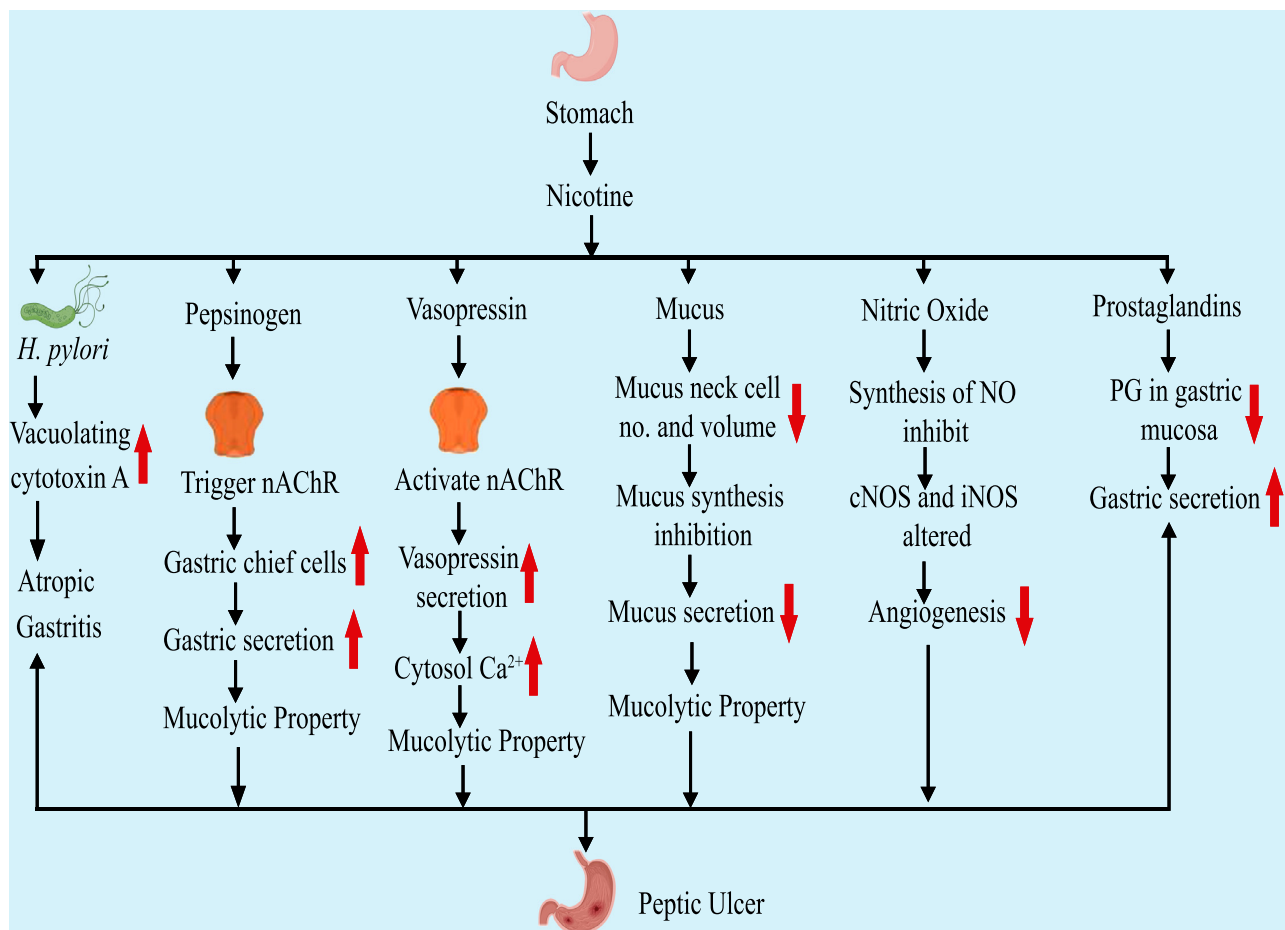 Stomach
Nicotine
H. pylori
Vacuolating
cytotoxin A
Atropic
Gastritis
Pepsinogen
Trigger nAChR
Gastric chief cells
Gastric secretion
Mucolytic Property
Vasopressin
Activate nAChR
Vasopressin
secretion
Cytosol Ca²⁺
Mucolytic Property
Mucus
Mucus neck cell
no. and volume
Mucus synthesis
inhibition
Mucus secretion
Mucolytic Property
Nitric Oxide
Synthesis of NO
inhibit
cNOS and iNOS
altered
Angiogenesis
Prostaglandins
PG in gastric
mucosa
Gastric secretion
Peptic Ulcer